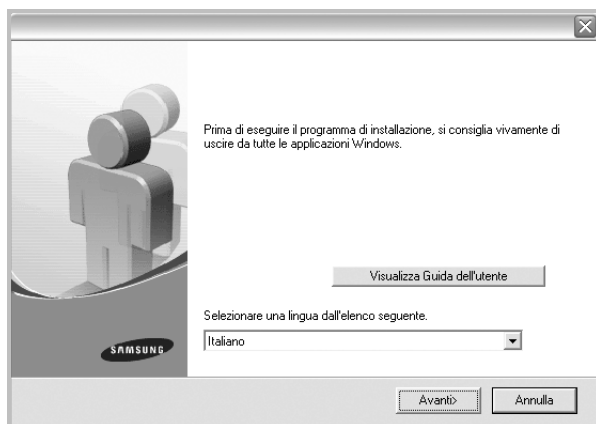 Prima di eseguire il programma di installazione, si consiglia vivamente di
uscire da tutte le applicazioni Windows.
Visualizza Guida dell'utente
Selezionare una lingua dall'elenco seguente.
Italiano
SAMSUNG
Avanti>
Annulla